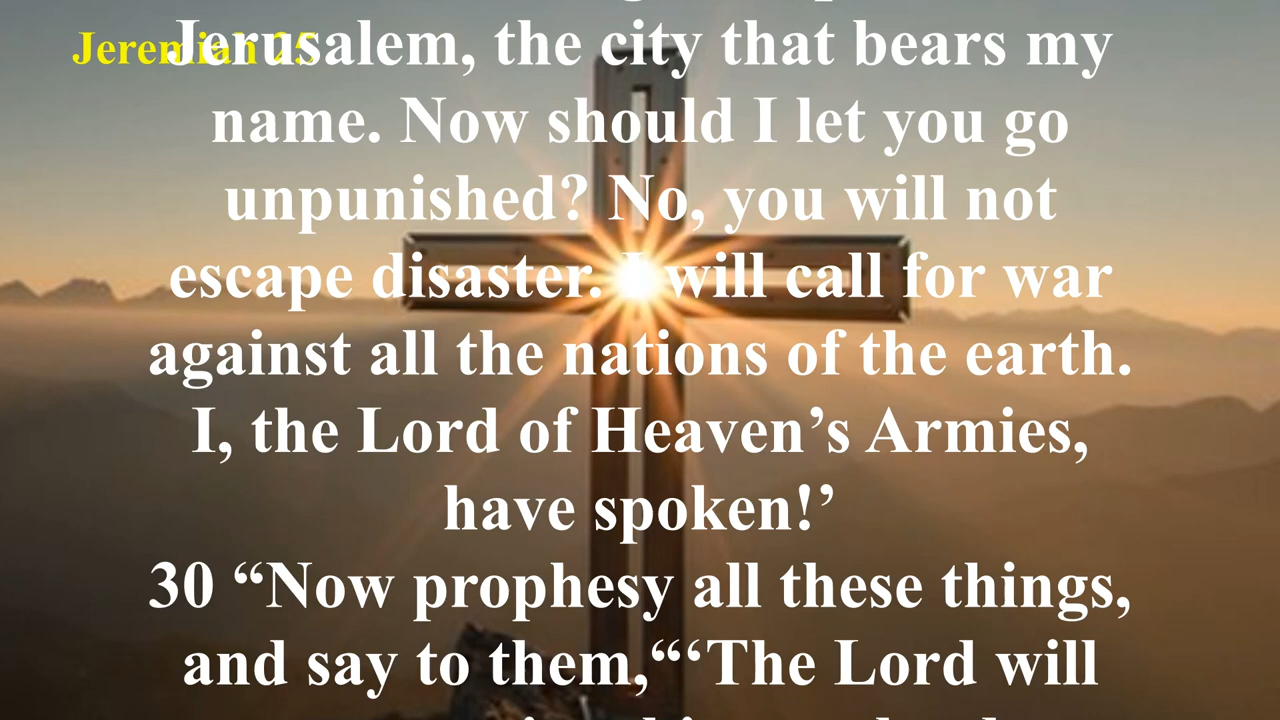 Jeremiah 25
Jerusalem, the city that bears my
name. Now should I let you go
unpunished? No, you will not
escape disaster. I will call for war
against all the nations of the earth.
I, the Lord of Heaven’s Armies,
have spoken!’
30 “Now prophesy all these things,
and say to them,“‘The Lord will